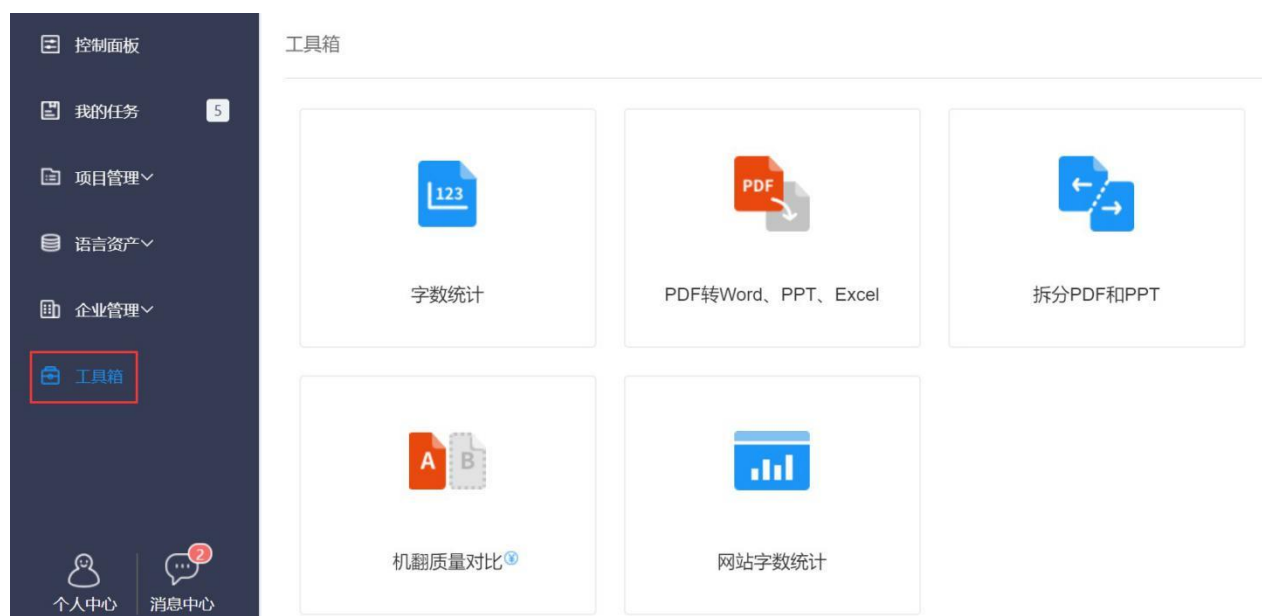 控制面板
我的任务 5
项目管理
语言资产
企业管理
工具箱
个人中心
2
消息中心
工具箱
123
字数统计
PDF
PDF转Word、PPT、Excel
拆分PDF和PPT
A B
机翻质量对比¥
网站字数统计